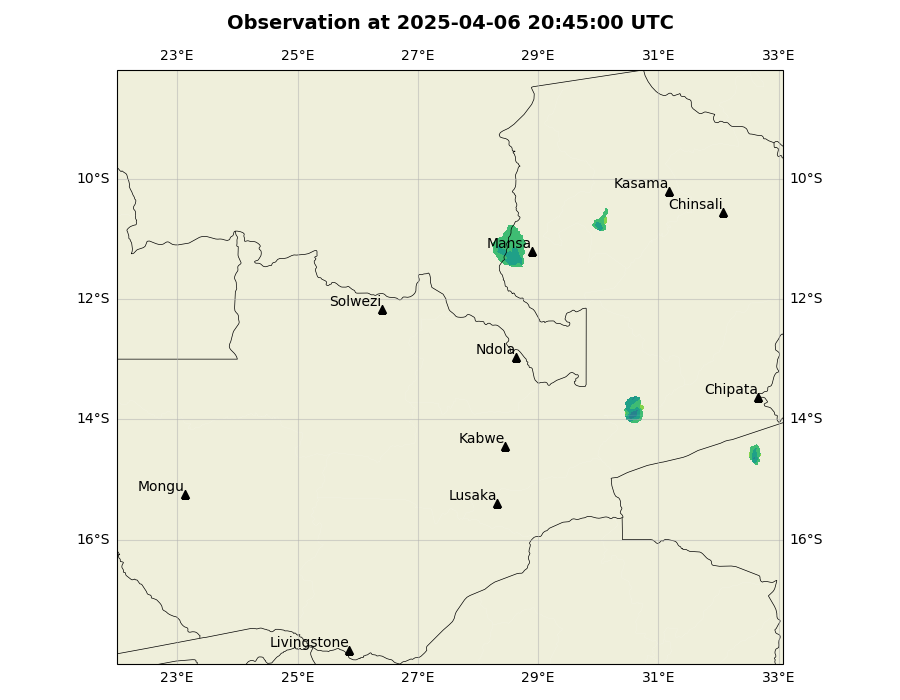 Observation at 2025-04-06 20:45:00 UTC
23°E 25°E 27°E 29°E 31°E 33°E
10°S 10°S
Kasama
Chinsali
Mansa
12°S 12°S
Solwezi
Ndola
Chipata
14°S 14°S
Kabwe
Mongu
Lusaka
16°S 16°S
Livingstone
23°E 25°E 27°E 29°E 31°E 33°E